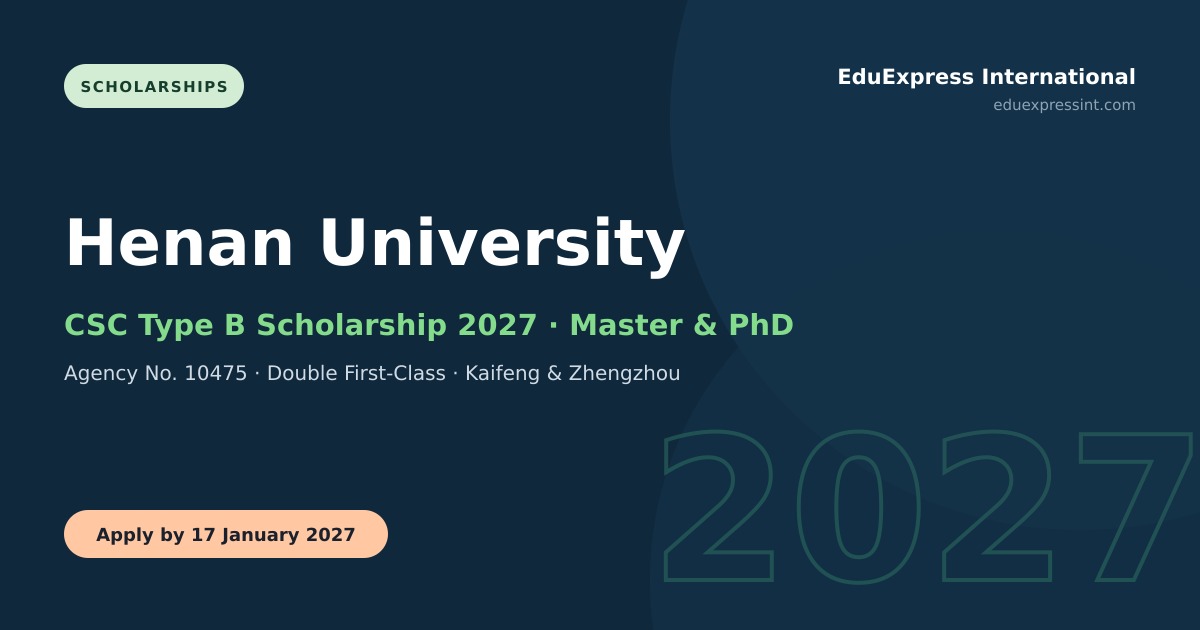 SCHOLARSHIPS
EduExpress International
eduexpressint.com
Henan University
CSC Type B Scholarship 2027 · Master & PhD
Agency No. 10475 · Double First-Class · Kaifeng & Zhengzhou
2027
Apply by 17 January 2027